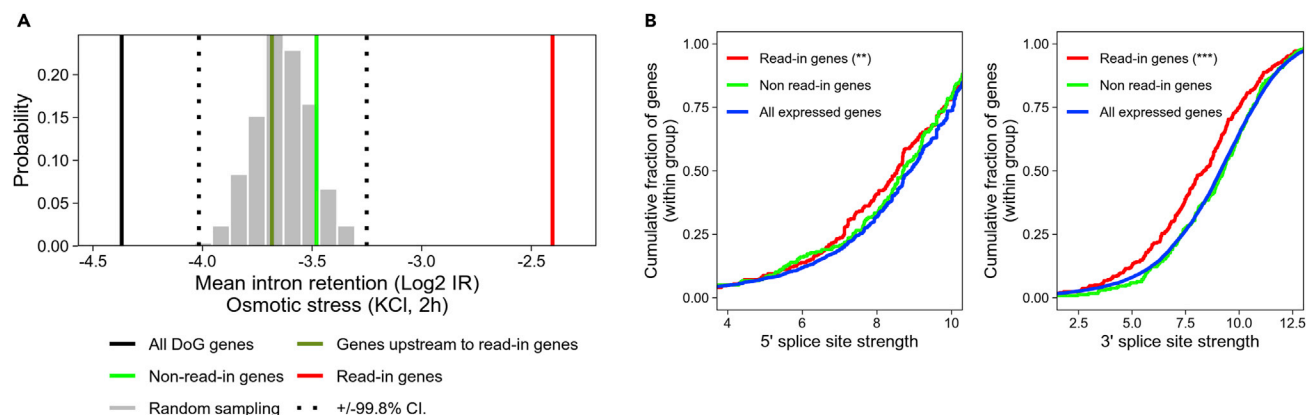 A
Probability
0.20
0.15
0.10
0.05
0.00
-4.5
-4.0
-3.5
-3.0
-2.5
Mean intron retention (Log2 IR)
Osmotic stress (KCl, 2h)
All DoG genes
Genes upstream to read-in genes
Non-read-in genes
Read-in genes
Random sampling
+/-99.8% CI.
B
Cumulative fraction of genes
(within group)
1.00
0.75
0.50
0.25
0.00
Read-in genes (**)
Non read-in genes
All expressed genes
4
6
8
10
5' splice site strength
Cumulative fraction of genes
(within group)
1.00
0.75
0.50
0.25
0.00
Read-in genes (***)
Non read-in genes
All expressed genes
2.5
5.0
7.5
10.0
12.5
3' splice site strength